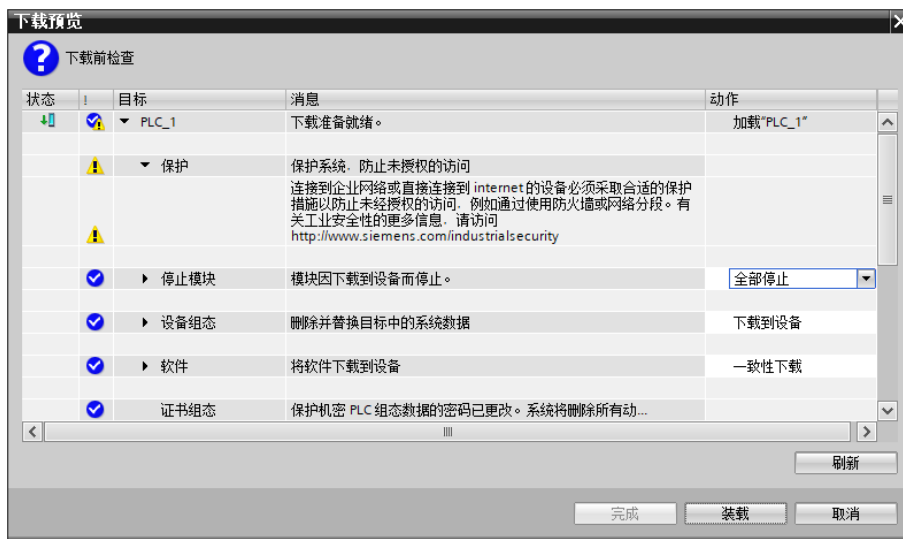 下载预览
下载前检查
状态 ! 目标 消息 动作
PLC_1 下载准备就绪。 加载“PLC_1”
保护 保护系统，防止未授权的访问
连接到企业网络或直接连接到 internet 的设备必须采取合适的保护
措施以防止未经授权的访问，例如通过使用防火墙或网络分段。有
关工业安全性的更多信息，请访问
http://www.siemens.com/industrialsecurity
停止模块 模块因下载到设备而停止。 全部停止
设备组态 删除并替换目标中的系统数据 下载到设备
软件 将软件下载到设备 一致性下载
证书组态 保护机密 PLC 组态数据的密码已更改。系统将删除所有动...
刷新
完成 装载 取消